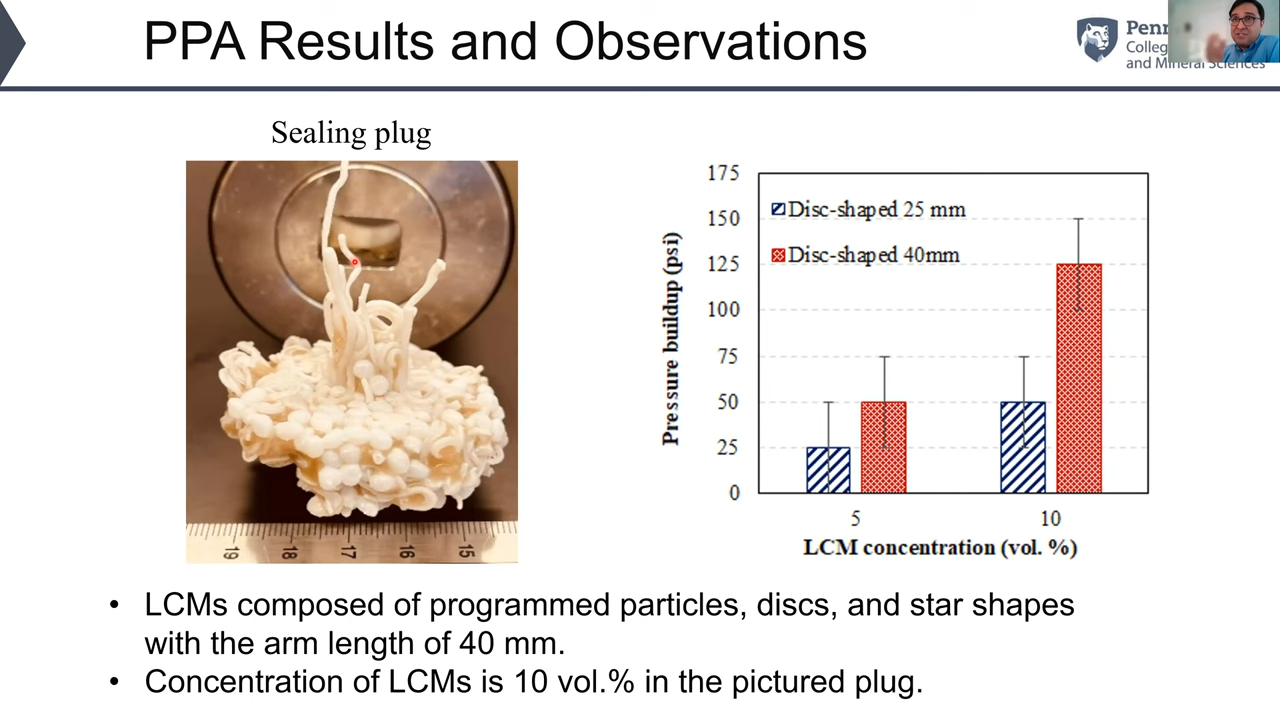 PPA Results and Observations
Colleg
and Mineral Sciences
Sealing plug
19 18 17 16 15
175
150
125
100
75
50
25
0
Pressure buildup (psi)
Disc-shaped 25 mm
Disc-shaped 40mm
5 10
LCM concentration (vol. %)
• LCMs composed of programmed particles, discs, and star shapes
with the arm length of 40 mm.
• Concentration of LCMs is 10 vol.% in the pictured plug.